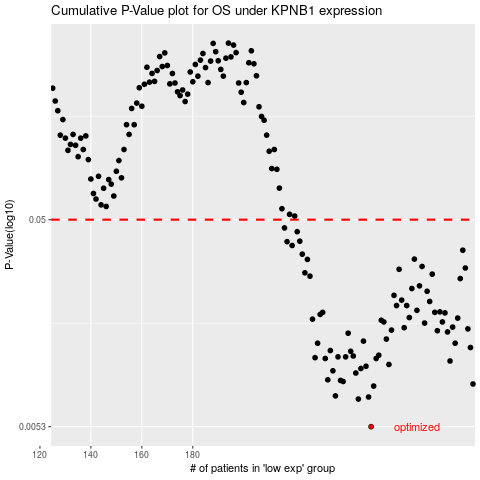 Cumulative P-Value plot for OS under KPNB1 expression
P-Value(log10)
0.05
0.0053
optimized
120 140 160 180
# of patients in 'low exp' group